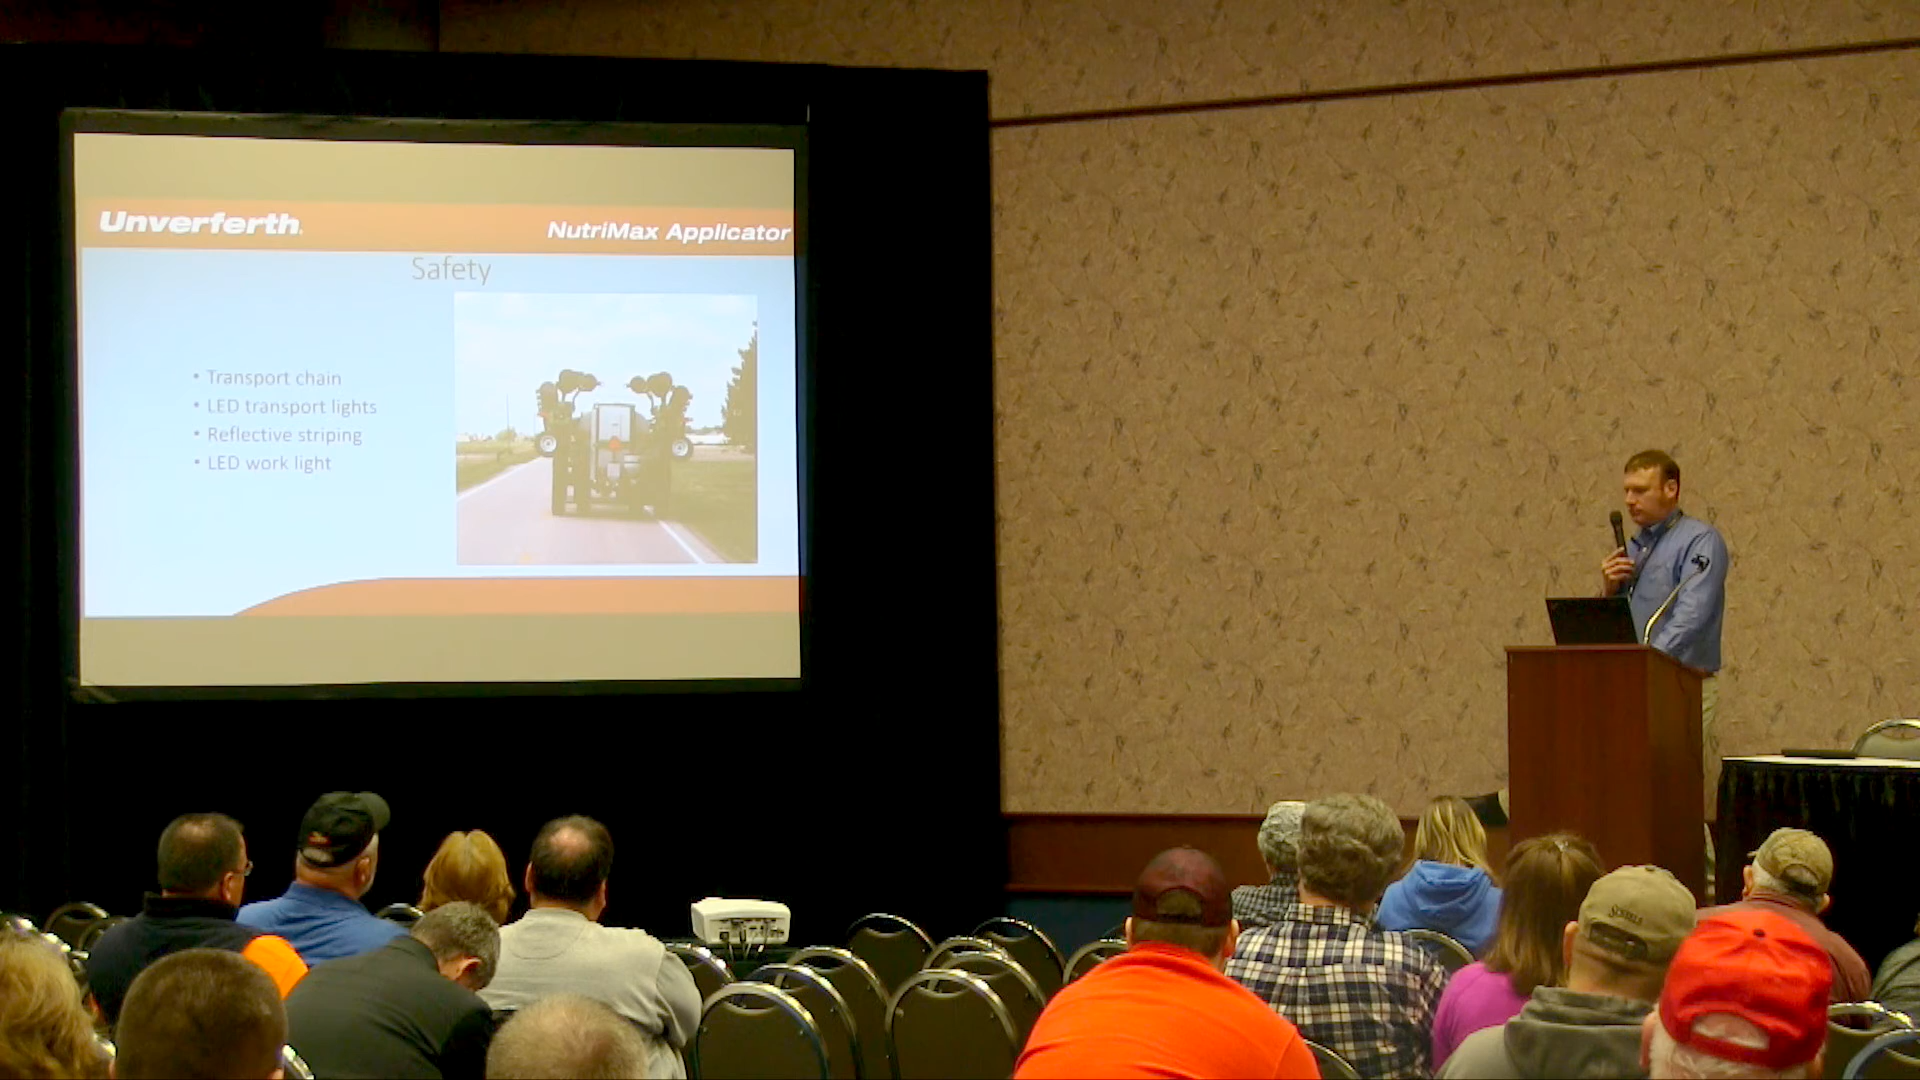 Unverferth.
NutriMax Applicator
Safety
• Transport chain
• LED transport lights
• Reflective striping
• LED work light